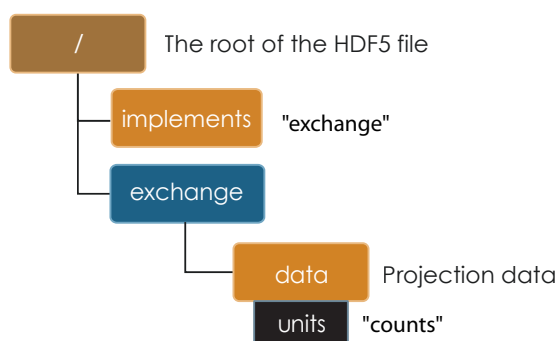 / The root of the HDF5 file
implements "exchange"
exchange
data Projection data
units "counts"